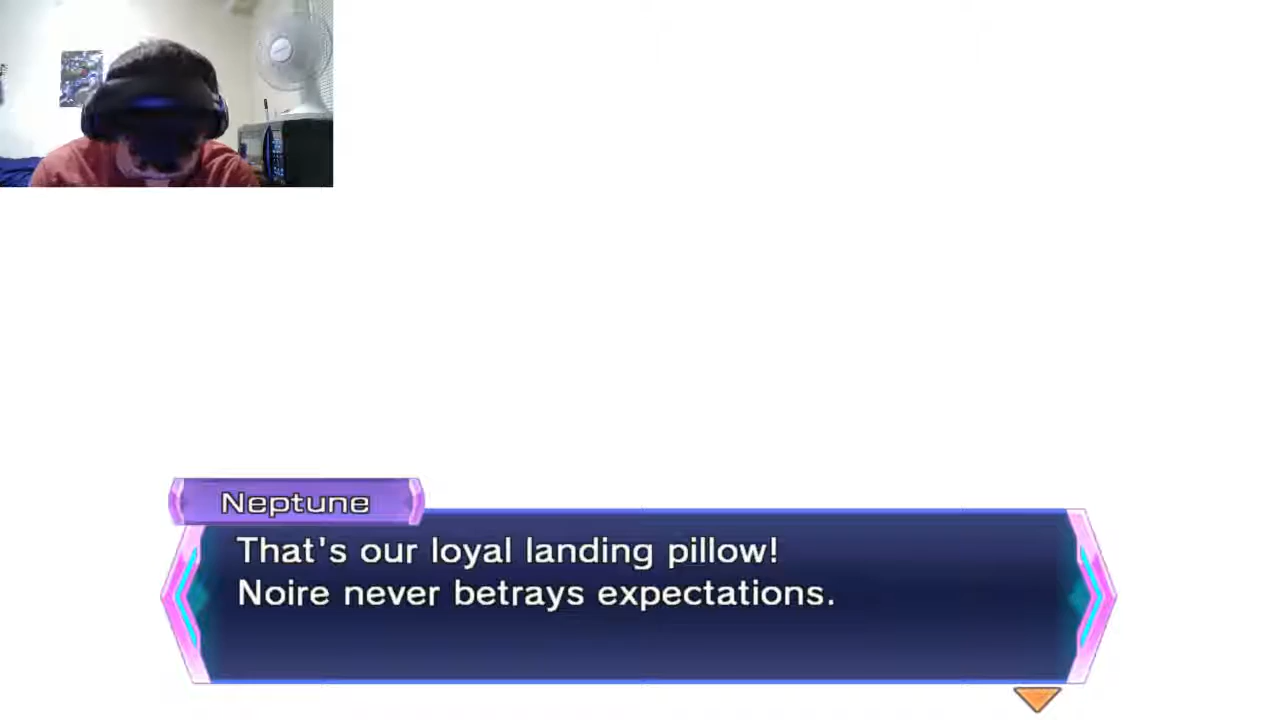 Neptune
That's our loyal landing pillow!
Noire never betrays expectations.